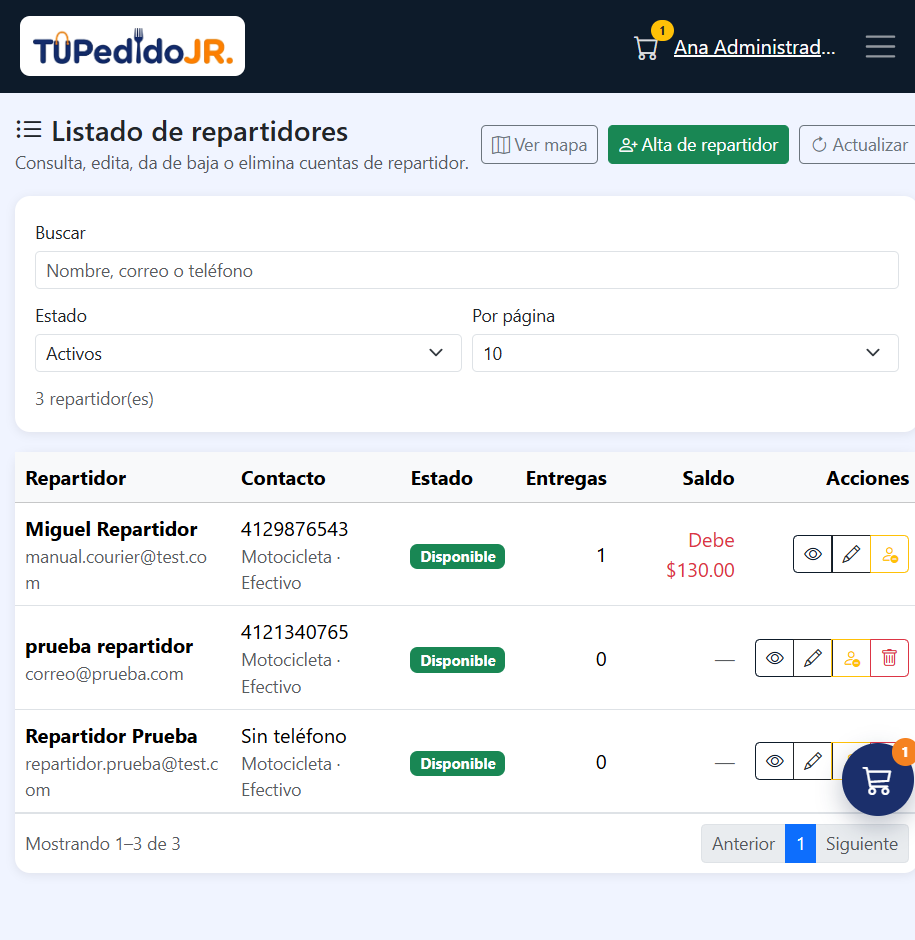 TUPedidoJR.
1
Ana Administrad...
Listado de repartidores
Consulta, edita, da de baja o elimina cuentas de repartidor.
Ver mapa
Alta de repartidor
Actualizar
Buscar
Nombre, correo o teléfono
Estado
Por página
Activos
10
3 repartidor(es)
Repartidor Contacto Estado Entregas Saldo Acciones
Miguel Repartidor
manual.courier@test.co
m
4129876543
Motocicleta ·
Efectivo
Disponible
1
Debe
$130.00
prueba repartidor
correo@prueba.com
4121340765
Motocicleta ·
Efectivo
Disponible
0
—
Repartidor Prueba
repartidor.prueba@test.c
om
Sin teléfono
Motocicleta ·
Efectivo
Disponible
0
—
1
Mostrando 1–3 de 3
Anterior
1
Siguiente